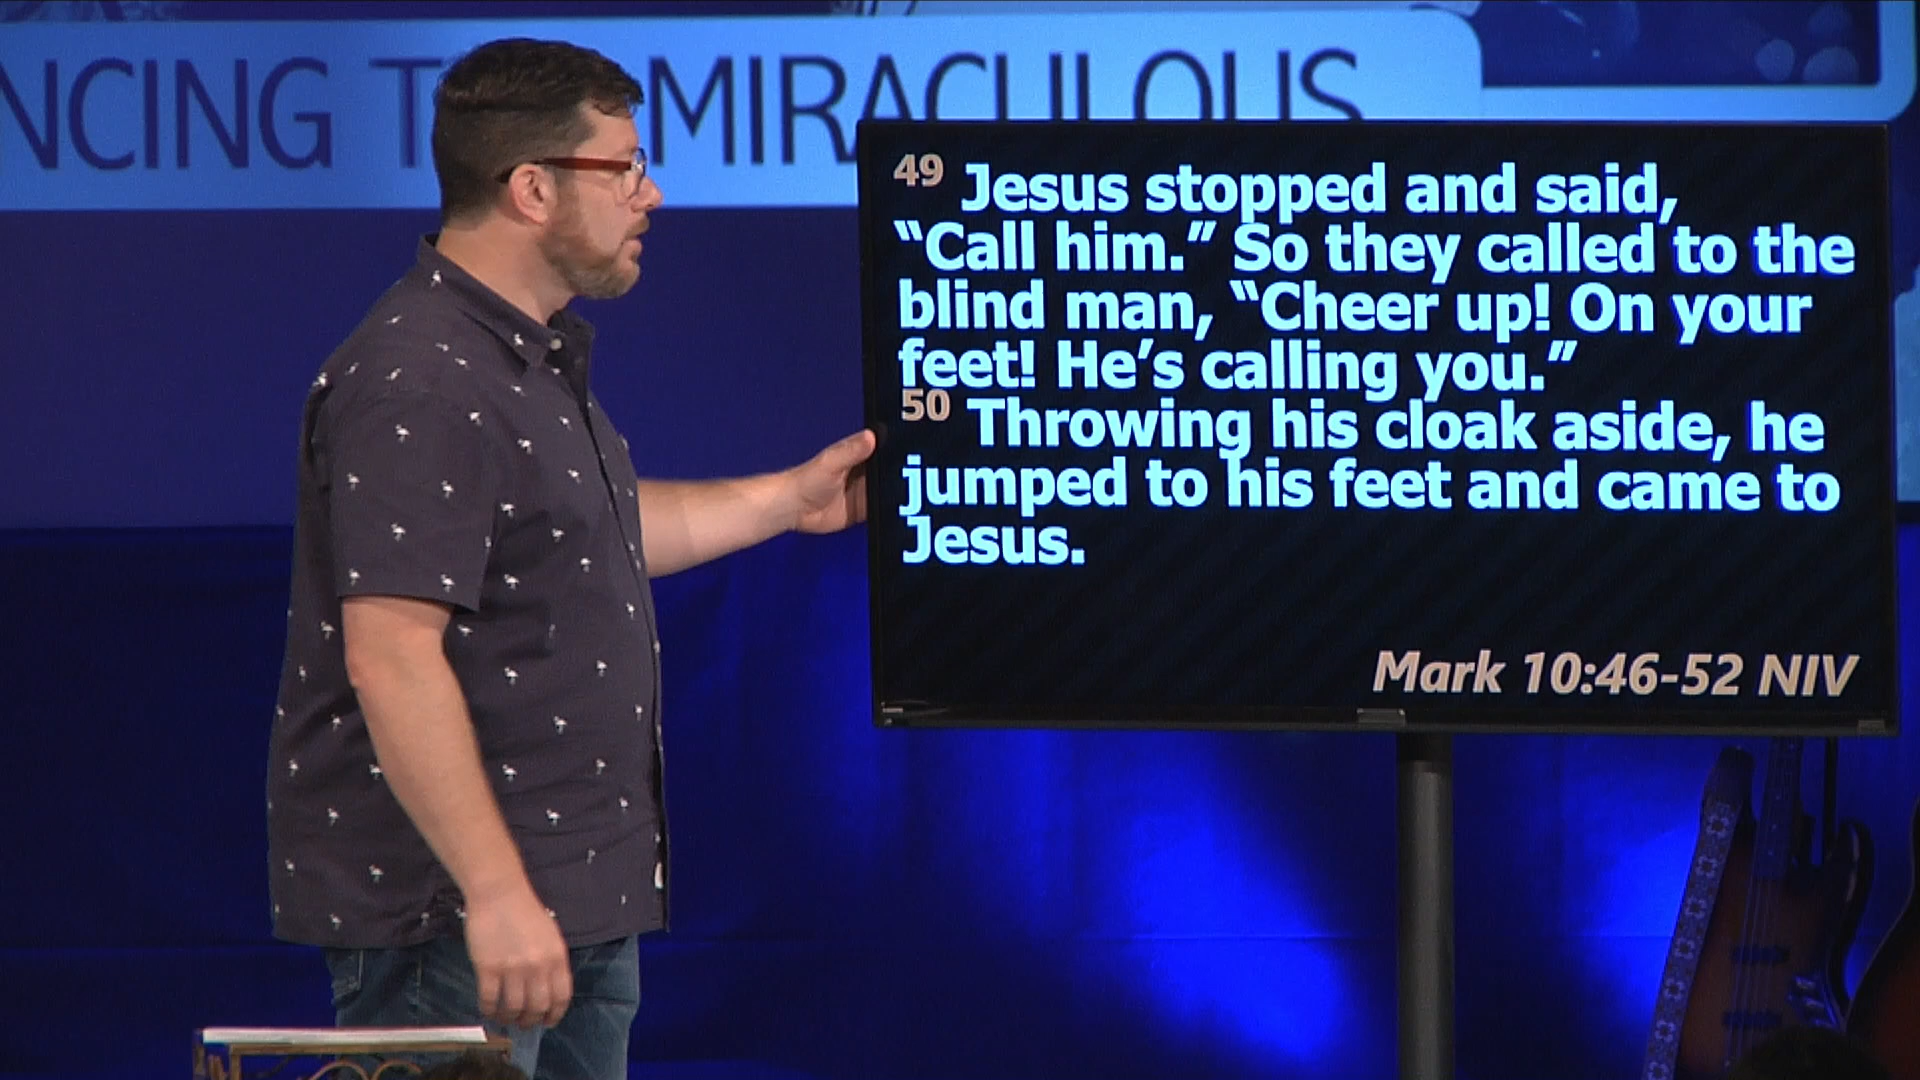 NCING T MIRACULOUS
49 Jesus stopped and said,
“Call him.” So they called to the
blind man, “Cheer up! On your
feet! He’s calling you.”
50 Throwing his cloak aside, he
jumped to his feet and came to
Jesus.
Mark 10:46-52 NIV